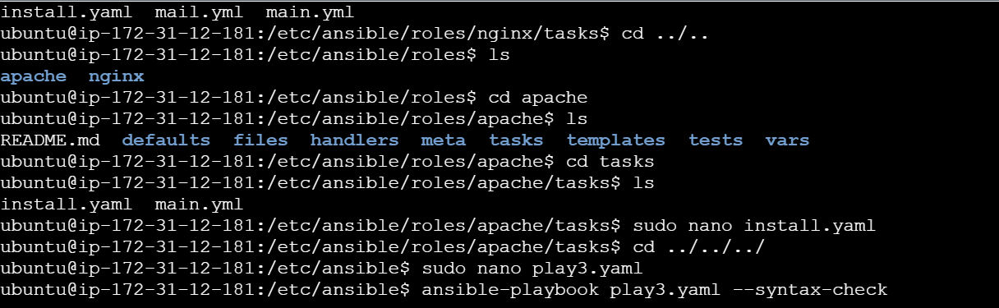 install.yaml  mail.yml  main.yml
ubuntu@ip-172-31-12-181:/etc/ansible/roles/nginx/tasks$ cd ../..
ubuntu@ip-172-31-12-181:/etc/ansible/roles$ ls
apache  nginx
ubuntu@ip-172-31-12-181:/etc/ansible/roles$ cd apache
ubuntu@ip-172-31-12-181:/etc/ansible/roles/apache$ ls
README.md  defaults  files  handlers  meta  tasks  templates  tests  vars
ubuntu@ip-172-31-12-181:/etc/ansible/roles/apache$ cd tasks
ubuntu@ip-172-31-12-181:/etc/ansible/roles/apache/tasks$ ls
install.yaml  main.yml
ubuntu@ip-172-31-12-181:/etc/ansible/roles/apache/tasks$ sudo nano install.yaml
ubuntu@ip-172-31-12-181:/etc/ansible/roles/apache/tasks$ cd ../../../
ubuntu@ip-172-31-12-181:/etc/ansible$ sudo nano play3.yaml
ubuntu@ip-172-31-12-181:/etc/ansible$ ansible-playbook play3.yaml --syntax-check